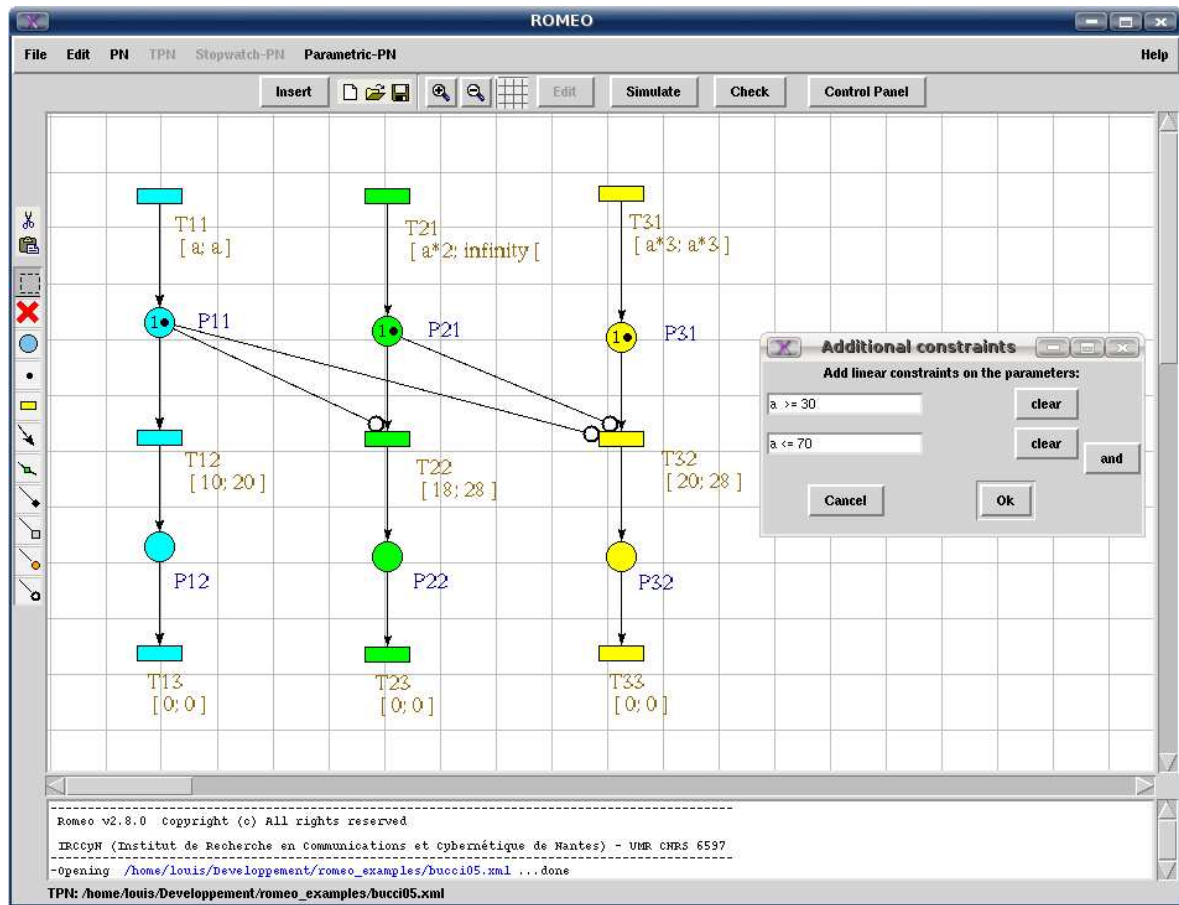 ROMEO
File Edit PN TPN Stopwatch-PN Parametric-PN Help
Insert Edit Simulate Check Control Panel
T11
[ a; a ]
T21
[ a*2; infinity [
T31
[ a*3; a*3 ]
1 P11
1 P21
1 P31
T12
[ 10; 20 ]
T22
[ 18; 28 ]
T32
[ 20; 28 ]
P12
P22
P32
T13
[ 0; 0 ]
T23
[ 0; 0 ]
T33
[ 0; 0 ]
Additional constraints
Add linear constraints on the parameters:
a >= 30 clear
a <= 70 clear
and
Cancel Ok
Romeo v2.8.0 Copyright (c) All rights reserved
IRCCyN (Institut de Recherche en Communications et Cybernétique de Nantes) - UMR CNRS 6597
-Opening /home/louis/Developpement/romeo_examples/bucci05.xml ...done
TPN: /home/louis/Developpement/romeo_examples/bucci05.xml